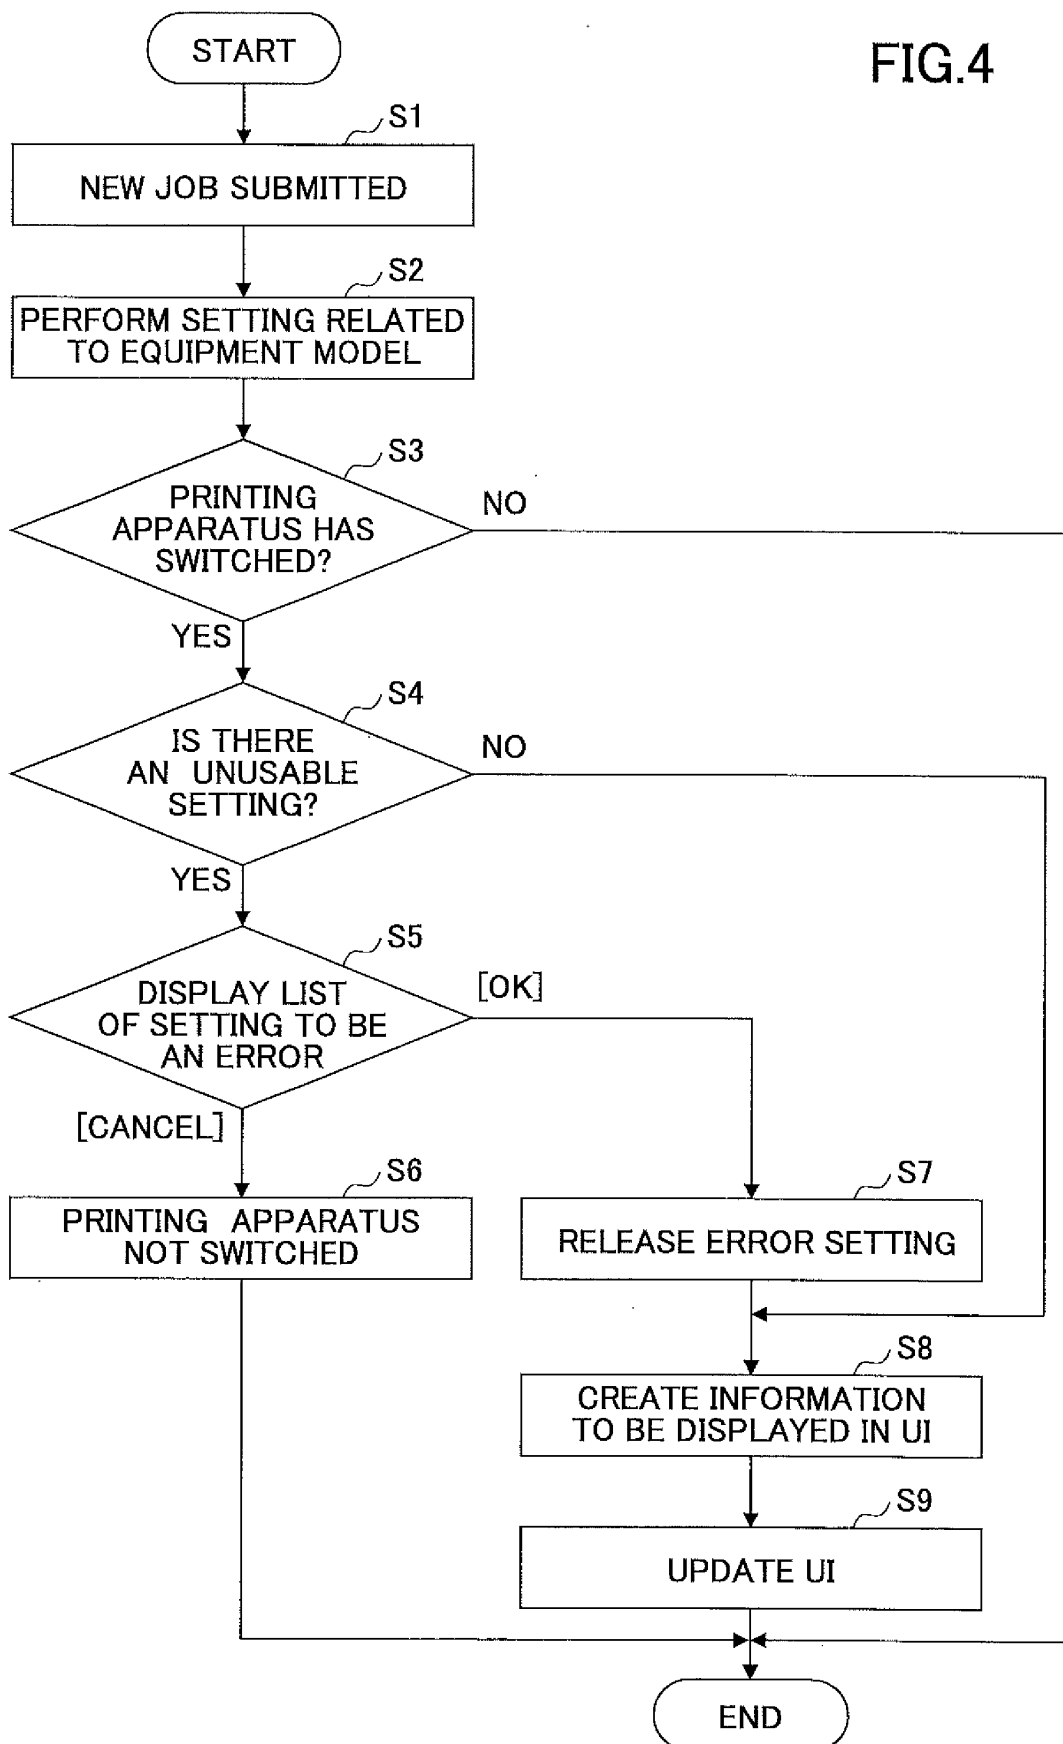 FIG.4
START
S1
NEW JOB SUBMITTED
S2
PERFORM SETTING RELATED
TO EQUIPMENT MODEL
S3
PRINTING
APPARATUS HAS
SWITCHED?
NO
YES
S4
IS THERE
AN UNUSABLE
SETTING?
NO
YES
S5
DISPLAY LIST
OF SETTING TO BE
AN ERROR
[OK]
[CANCEL]
S6
PRINTING APPARATUS
NOT SWITCHED
S7
RELEASE ERROR SETTING
S8
CREATE INFORMATION
TO BE DISPLAYED IN UI
S9
UPDATE UI
END